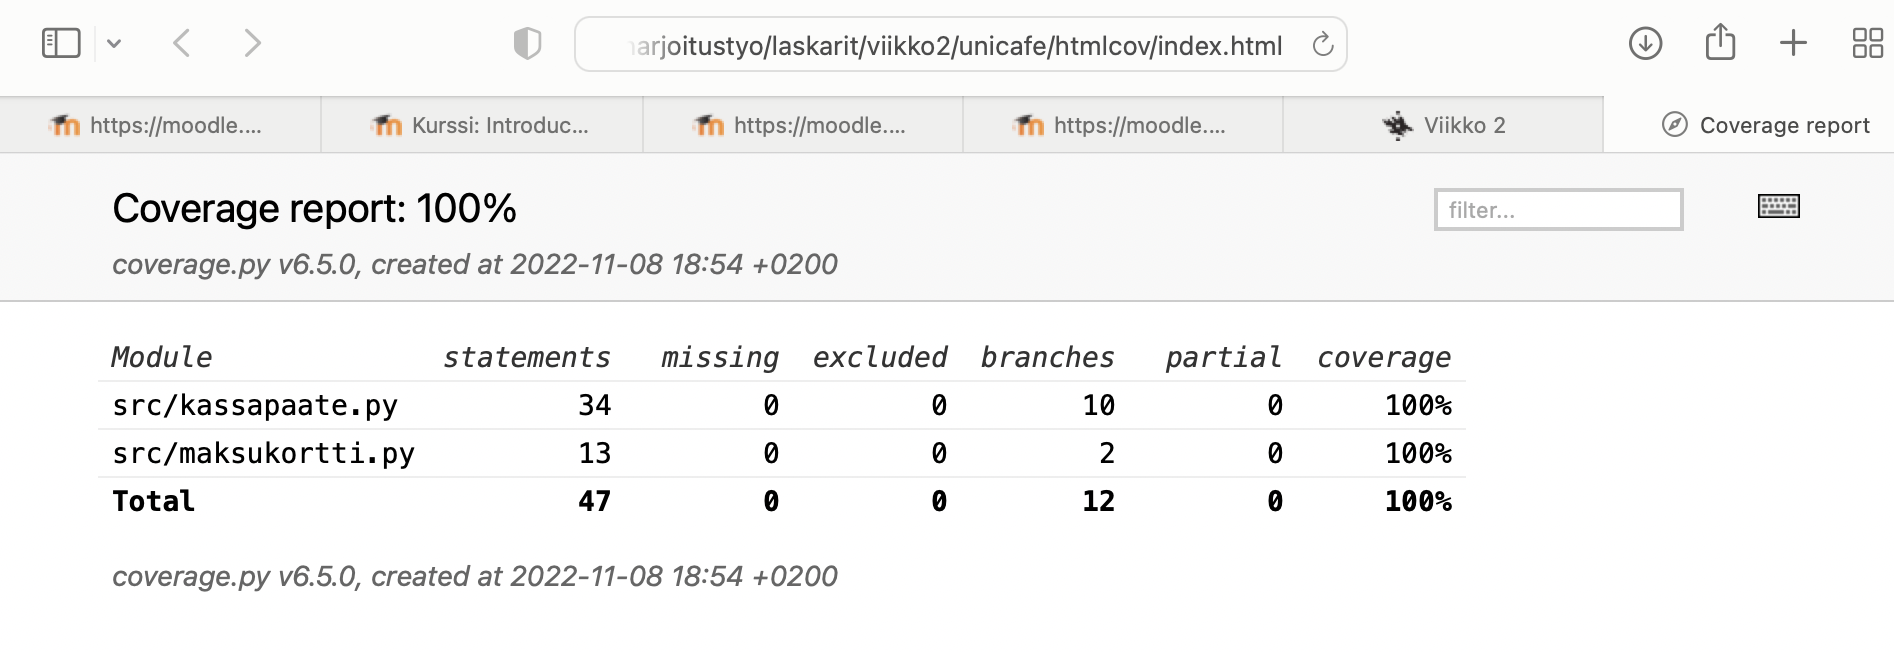 arjoitustyo/laskarit/viikko2/unicafe/htmlcov/index.html
https://moodle.... Kurssi: Introduc... https://moodle.... https://moodle.... Viikko 2 Coverage report
Coverage report: 100%
filter...
coverage.py v6.5.0, created at 2022-11-08 18:54 +0200
Module statements missing excluded branches partial coverage
src/kassapaate.py 34 0 0 10 0 100%
src/maksukortti.py 13 0 0 2 0 100%
Total 47 0 0 12 0 100%
coverage.py v6.5.0, created at 2022-11-08 18:54 +0200